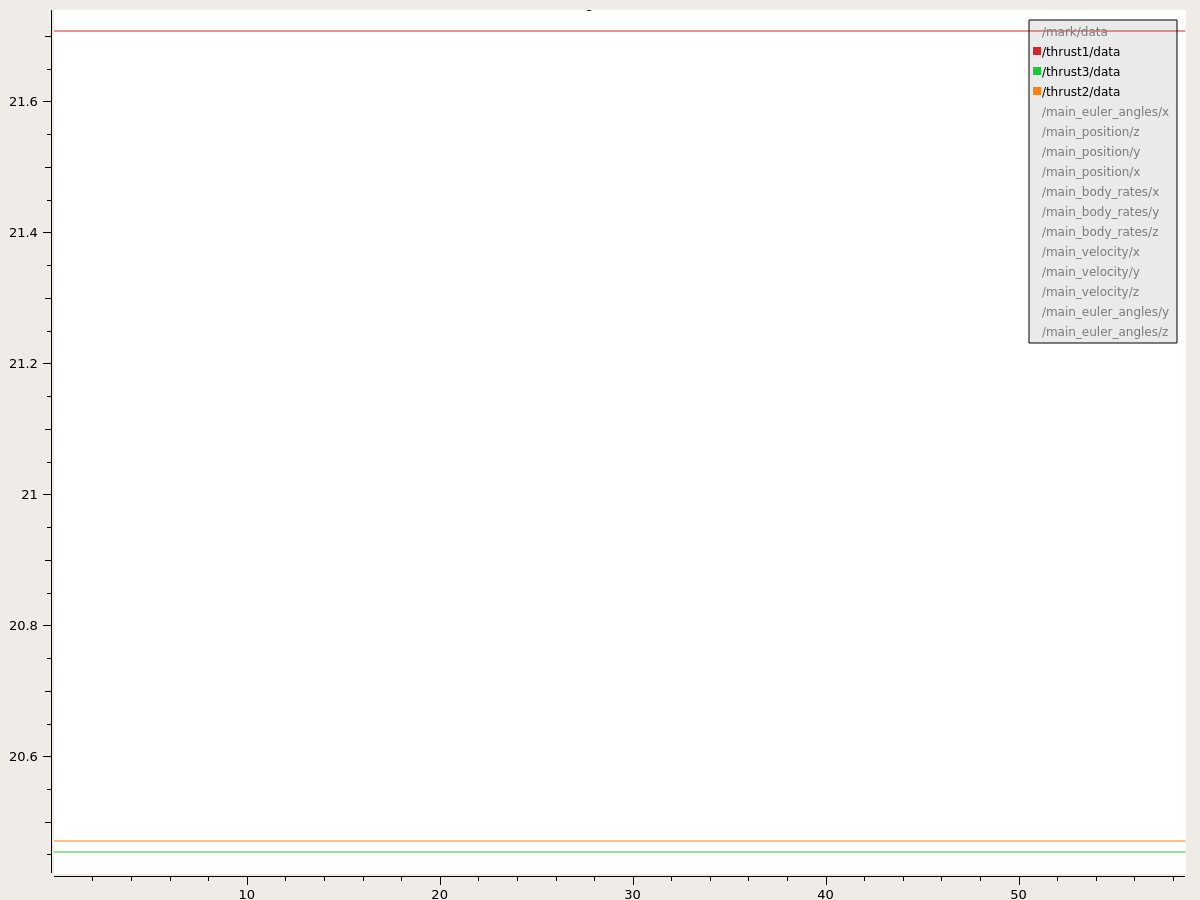 /mark/data
/thrust1/data
/thrust3/data
/thrust2/data
/main_euler_angles/x
/main_position/z
/main_position/y
/main_position/x
/main_body_rates/x
/main_body_rates/y
/main_body_rates/z
/main_velocity/x
/main_velocity/y
/main_velocity/z
/main_euler_angles/y
/main_euler_angles/z
21.6
21.4
21.2
21
20.8
20.6
10 20 30 40 50